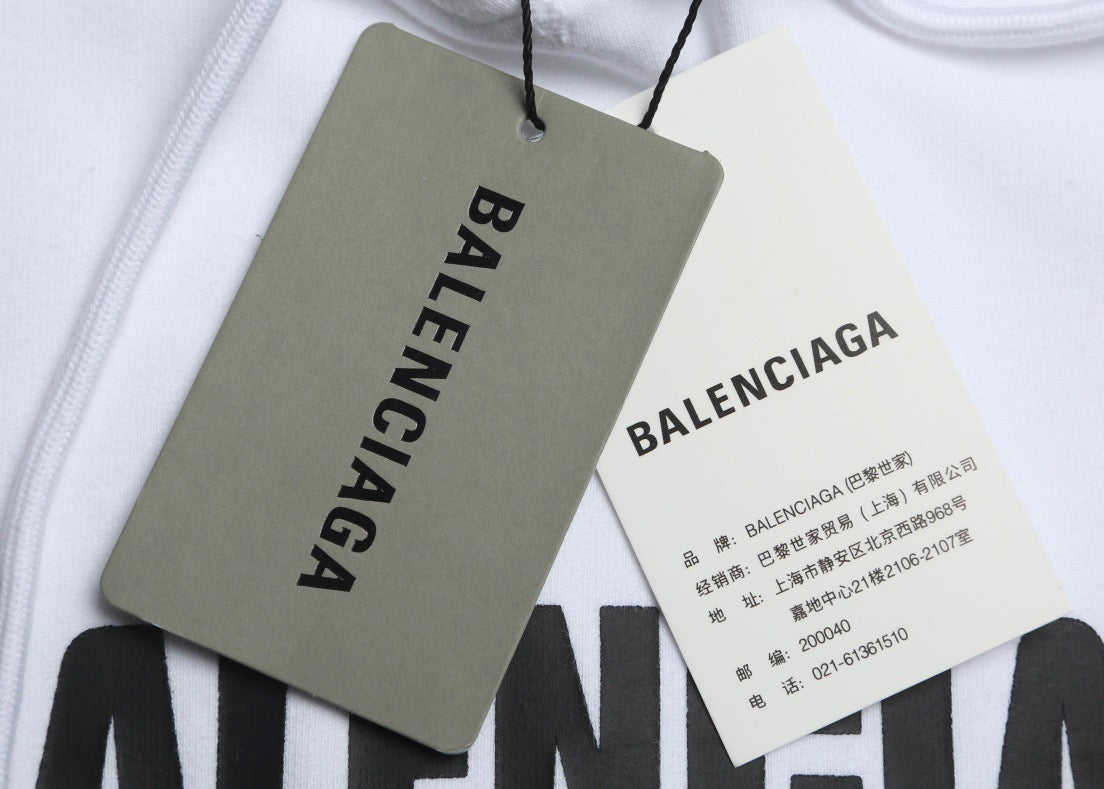 BALENCIAGA
BALENCIAGA
品 牌: BALENCIAGA (巴黎世家)
经销商: 巴黎世家贸易（上海）有限公司
地 址: 上海市静安区北京西路968号
嘉地中心21楼2106-2107室
邮 编: 200040
电 话: 021-61361510
BALENCIA